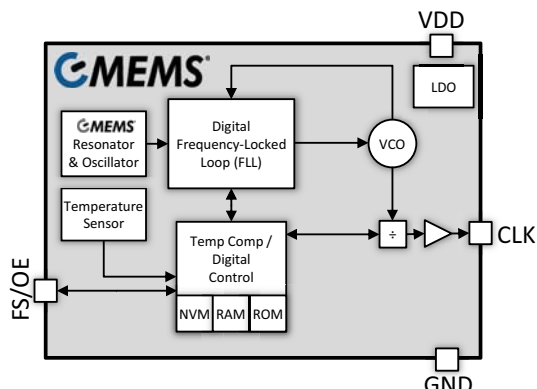 VDD
CMEMS®
LDO
CMEMS®
Resonator
& Oscillator
Digital
Frequency-Locked
Loop (FLL)
VCO
Temperature
Sensor
Temp Comp /
Digital
Control
÷
CLK
FS/OE
NVM RAM ROM
GND